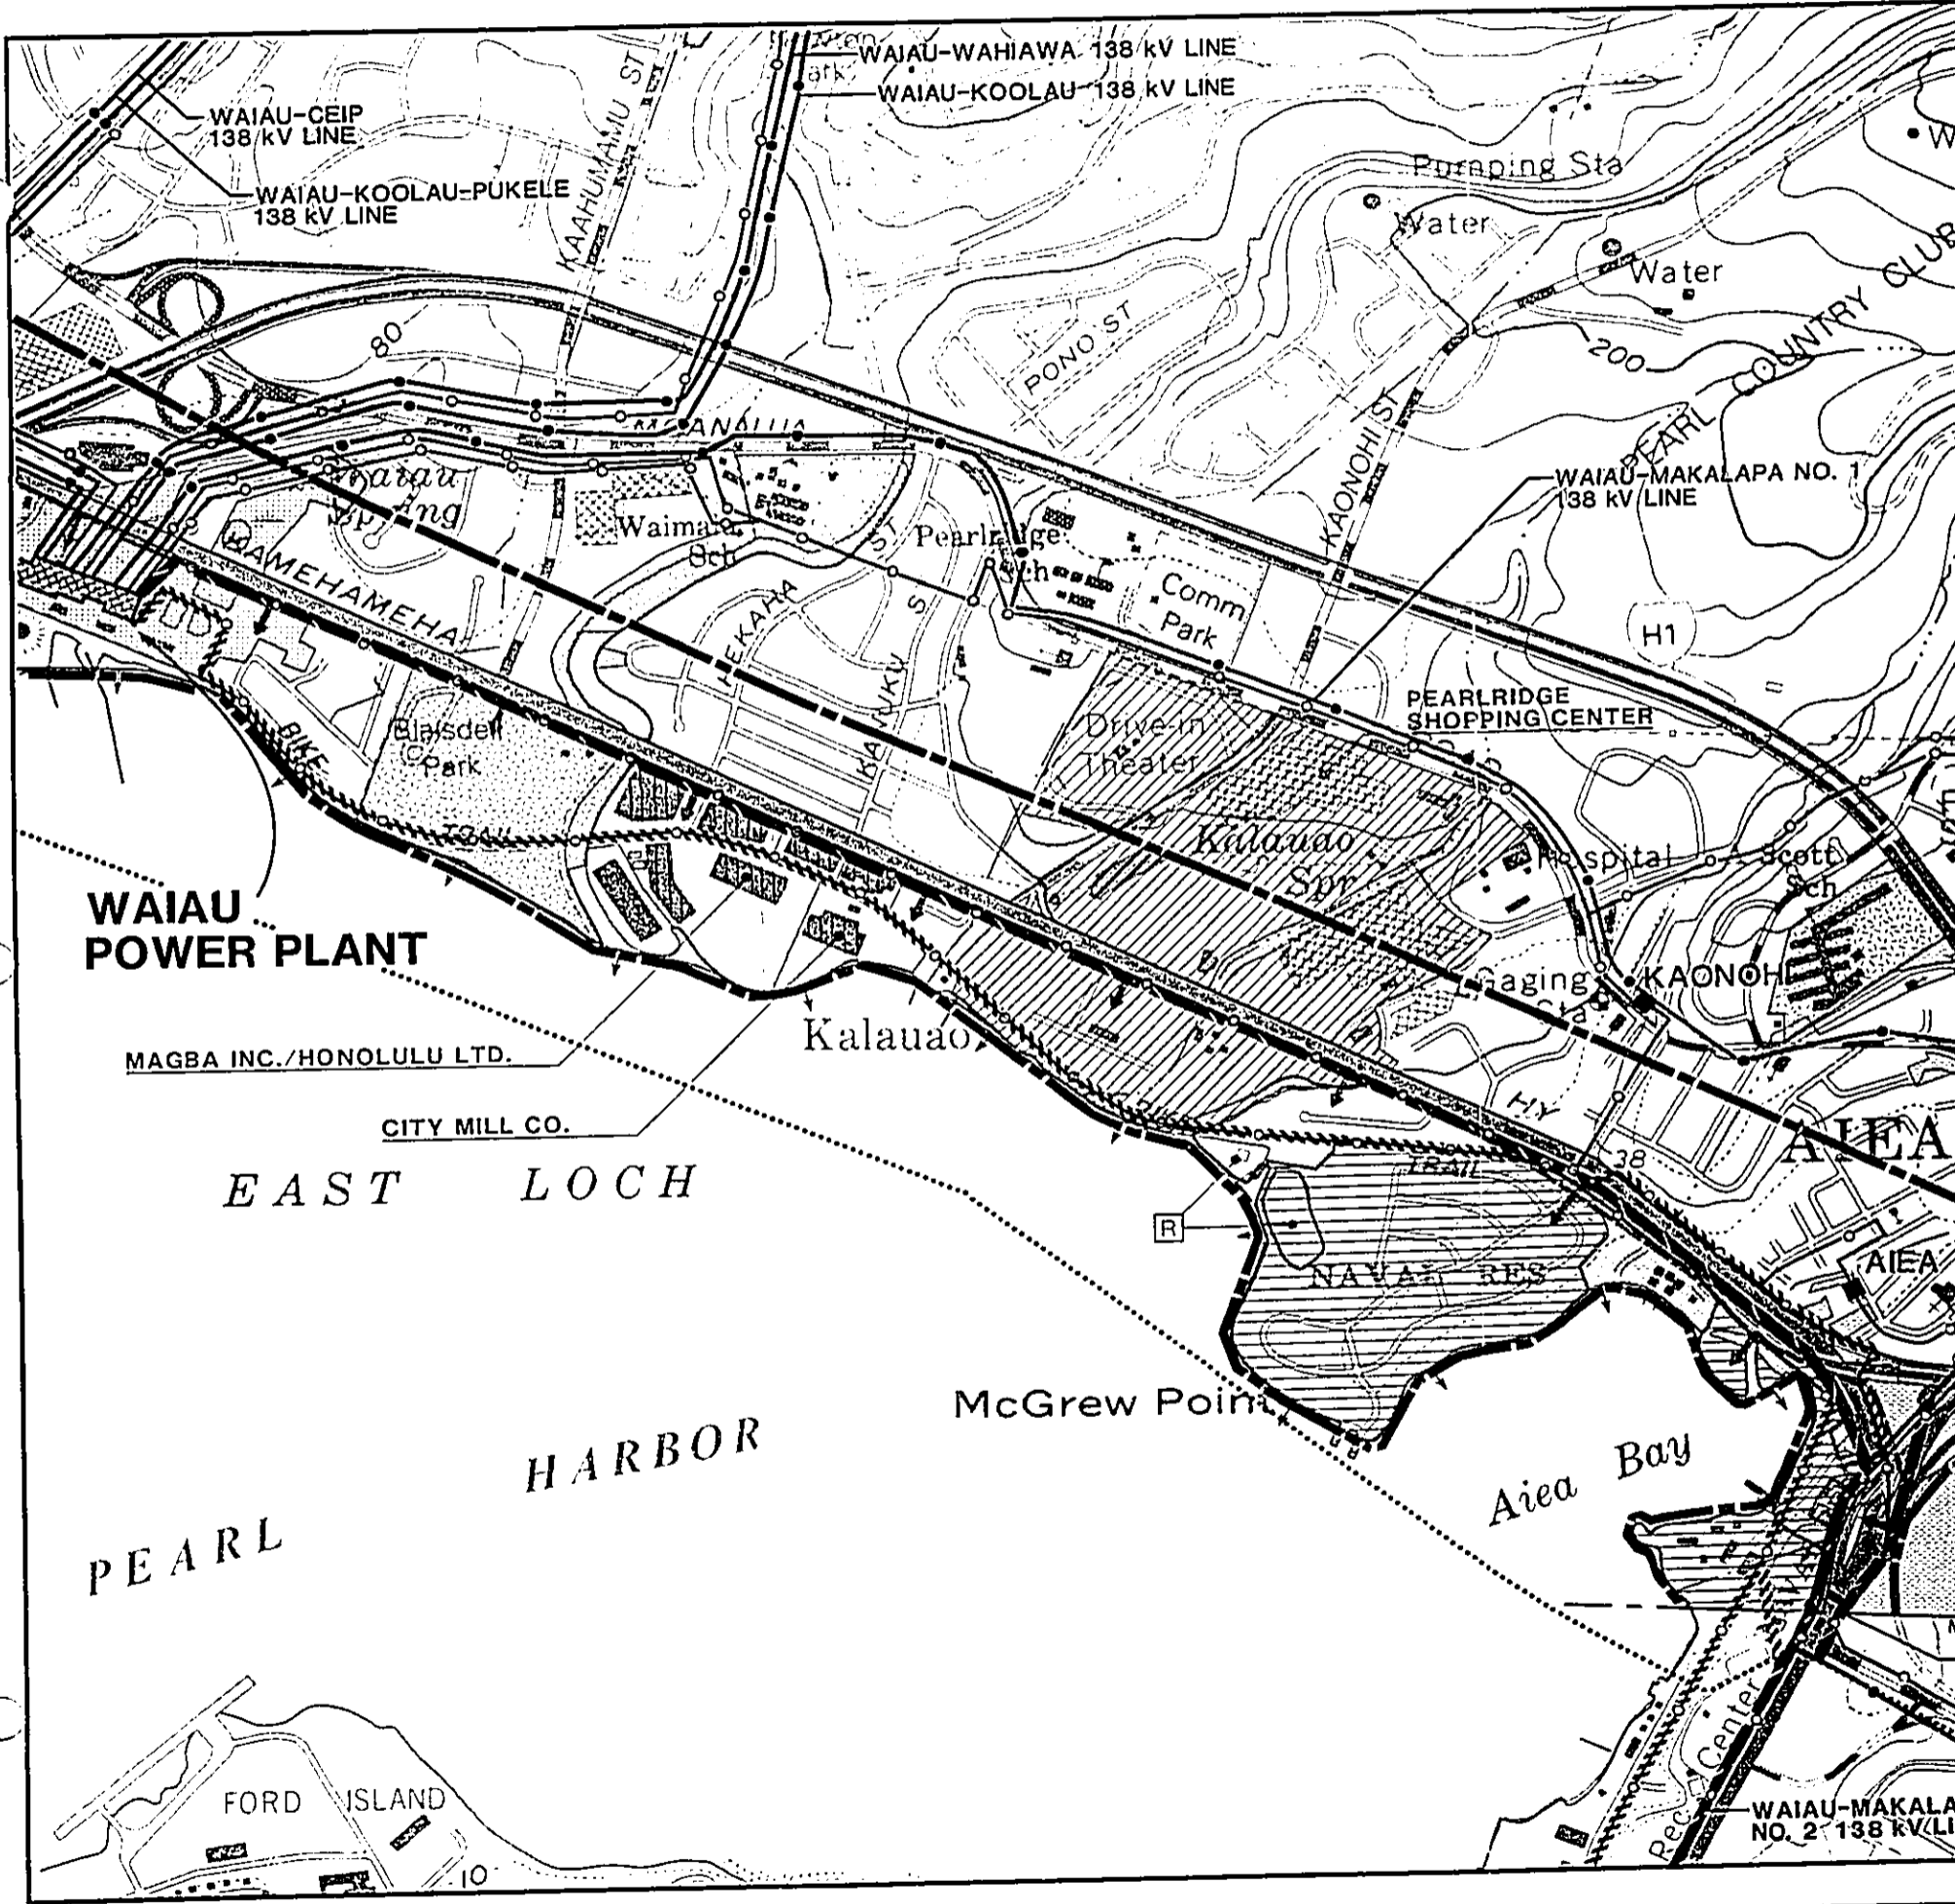 WAIAU-WAHIAWA 138 kV LINE
WAIAU-KOOLAU 138 kV LINE
WAIAU-CEIP
138 kV LINE
WAIAU-KOOLAU-PUKELE
138 kV LINE
KAAHUMAMU ST
Pumping Sta
Water
Water
PEARL COUNTRY CLUB
80
PONO ST
200
KAONOHI ST
WAIAU-MAKALAPA NO. 1
138 kV LINE
Waiau
Spring
Sch
Pearlridge
Sch
Comm
Park
H1
KAMEHAMEHA
HEKAHA
ST
PEARLRIDGE
SHOPPING CENTER
Blaisdell
Park
BIKE
TRAIL
Drive-in
Theater
Kalauao
Spr
Hospital
Scott
Sch
WAIAU
POWER PLANT
Gaging
Sta
KAONOHI
Kalauao
MAGBA INC./HONOLULU LTD.
CITY MILL CO.
HY
AIEA
EAST LOCH
TRAIL
38
R
NAVAL RES
AIEA
McGrew Point
PEARL HARBOR
Aiea Bay
Rec Center
FORD ISLAND
10
WAIAU-MAKALA
NO. 2 138 kV LI